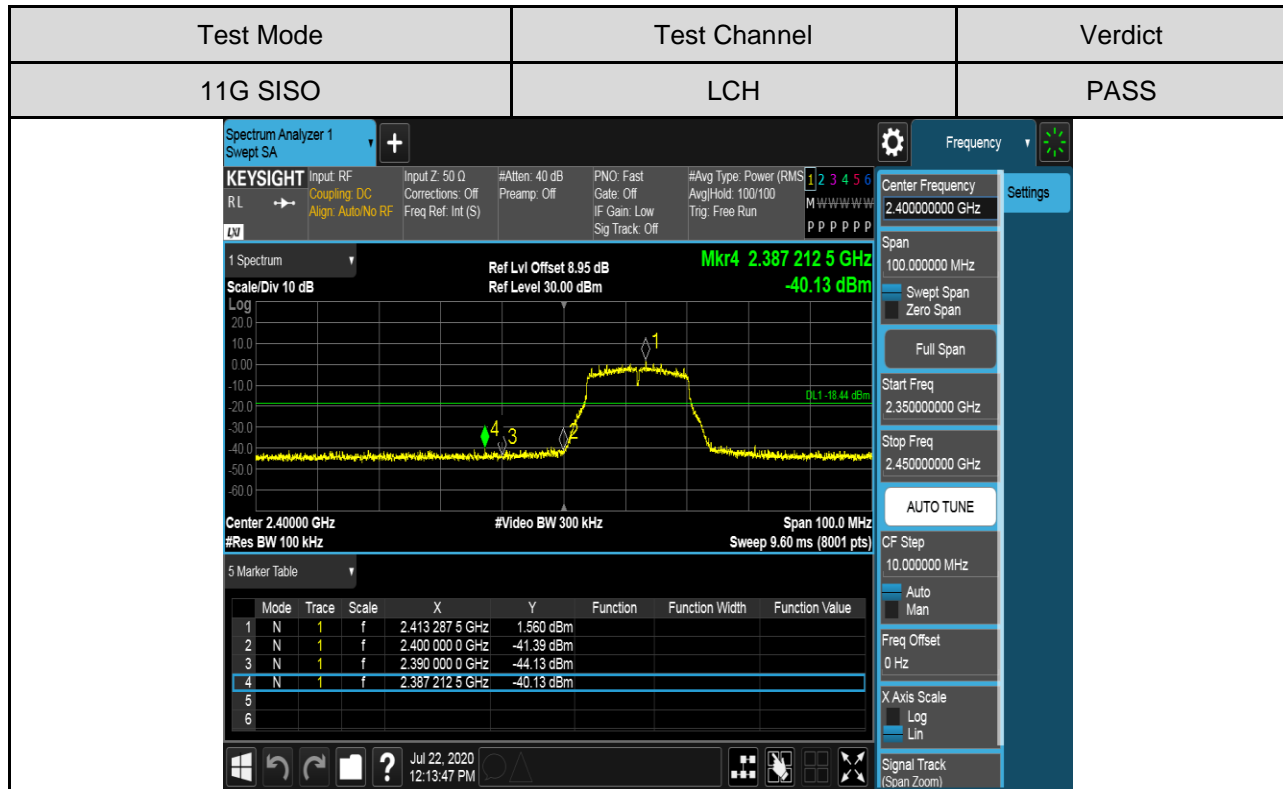 Test Mode Test Channel Verdict
11G SISO LCH PASS
Spectrum Analyzer 1
Swept SA
+
Frequency
KEYSIGHT Input: RF Input Z: 50 Ω #Atten: 40 dB PNO: Fast #Avg Type: Power (RMS 1 2 3 4 5 6
RL Coupling: DC Corrections: Off Preamp: Off Gate: Off Avg|Hold: 100/100 M W W W W W
Align: Auto/No RF Freq Ref: Int (S) IF Gain: Low Trig: Free Run
LXI Sig Track: Off P P P P P P
1 Spectrum
Scale/Div 10 dB
Ref Lvl Offset 8.95 dB
Ref Level 30.00 dBm
Mkr4 2.387 212 5 GHz
-40.13 dBm
Log
20.0
10.0
0.00
-10.0
-20.0
-30.0
-40.0
-50.0
-60.0
1
DL1 -18.44 dBm
4 3 2
Center 2.40000 GHz #Video BW 300 kHz Span 100.0 MHz
#Res BW 100 kHz Sweep 9.60 ms (8001 pts)
5 Marker Table
Mode Trace Scale X Y Function Function Width Function Value
1 N 1 f 2.413 287 5 GHz 1.560 dBm
2 N 1 f 2.400 000 0 GHz -41.39 dBm
3 N 1 f 2.390 000 0 GHz -44.13 dBm
4 N 1 f 2.387 212 5 GHz -40.13 dBm
5
6
?
Jul 22, 2020
12:13:47 PM
Center Frequency
2.400000000 GHz
Settings
Span
100.000000 MHz
Swept Span
Zero Span
Full Span
Start Freq
2.350000000 GHz
Stop Freq
2.450000000 GHz
AUTO TUNE
CF Step
10.000000 MHz
Auto
Man
Freq Offset
0 Hz
X Axis Scale
Log
Lin
Signal Track
(Span Zoom)